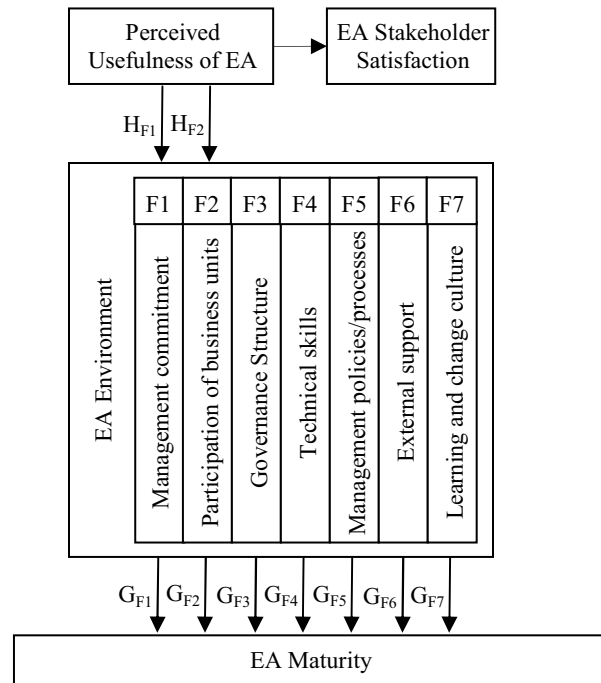 Perceived
Usefulness of EA
EA Stakeholder
Satisfaction
HF1
HF2
F1
F2
F3
F4
F5
F6
F7
EA Environment
Management commitment
Participation of business units
Governance Structure
Technical skills
Management policies/processes
External support
Learning and change culture
GF1
GF2
GF3
GF4
GF5
GF6
GF7
EA Maturity